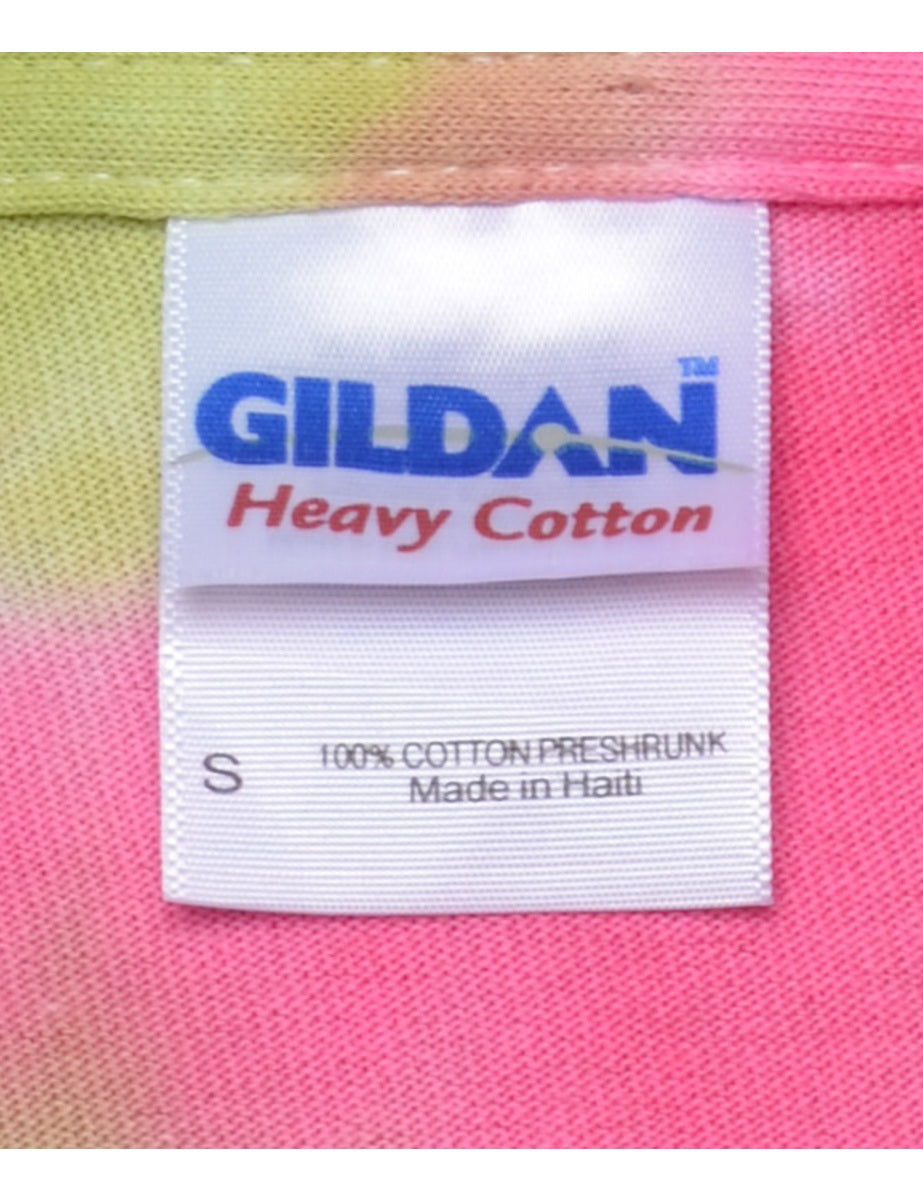 GILDAN™
Heavy Cotton
S 100% COTTON PRESHRUNK
Made in Haiti